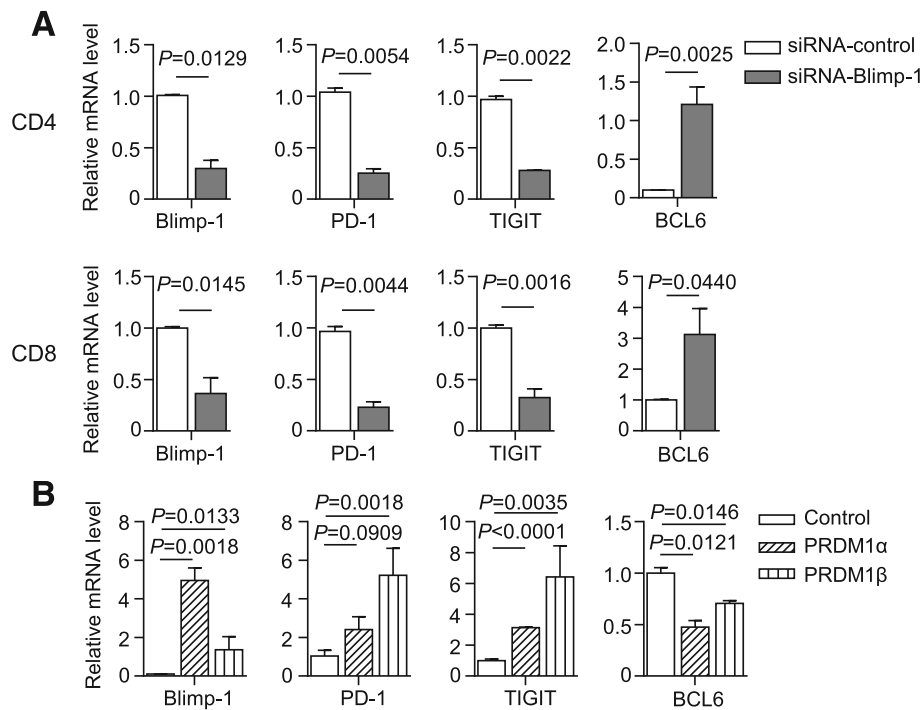 A
siRNA-control
siRNA-Blimp-1
CD4
Relative mRNA level
1.5
1.0
0.5
0
P=0.0129
Blimp-1
1.5
1.0
0.5
0
P=0.0054
PD-1
1.5
1.0
0.5
0
P=0.0022
TIGIT
2.0
1.5
1.0
0.5
0
P=0.0025
BCL6
CD8
Relative mRNA level
1.5
1.0
0.5
0
P=0.0145
Blimp-1
1.5
1.0
0.5
0
P=0.0044
PD-1
1.5
1.0
0.5
0
P=0.0016
TIGIT
5
4
3
2
1
0
P=0.0440
BCL6
B
Relative mRNA level
8
6
4
2
0
P=0.0133
P=0.0018
Blimp-1
8
6
4
2
0
P=0.0018
P=0.0909
PD-1
10
8
6
4
2
0
P=0.0035
P<0.0001
TIGIT
1.5
1.0
0.5
0
P=0.0146
P=0.0121
BCL6
Control
PRDM1α
PRDM1β